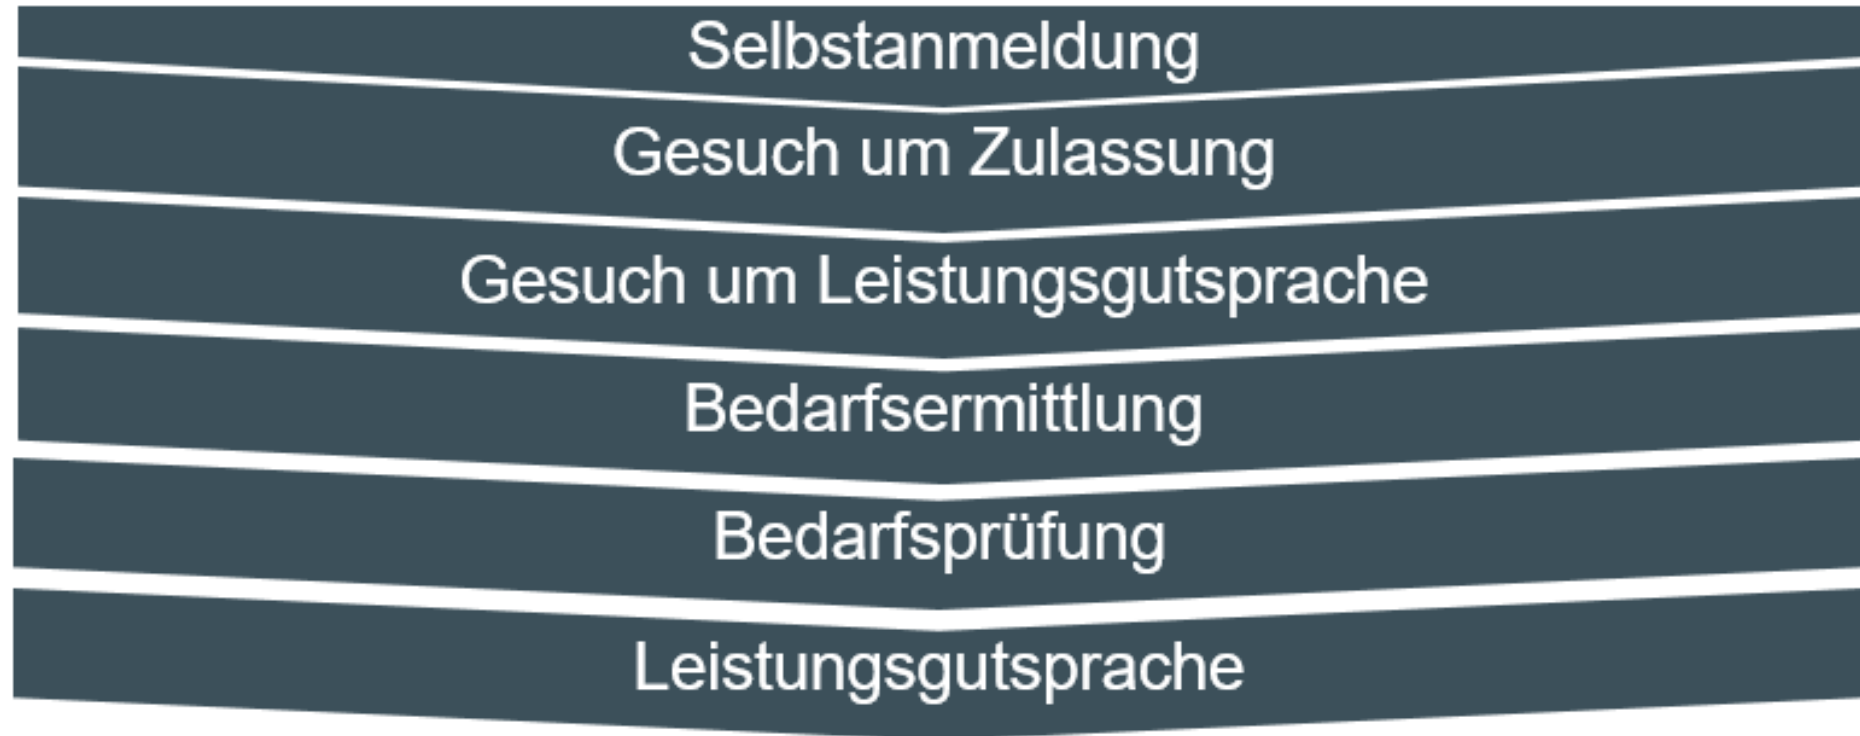 Selbstanmeldung
Gesuch um Zulassung
Gesuch um Leistungsgutsprache
Bedarfsermittlung
Bedarfsprüfung
Leistungsgutsprache